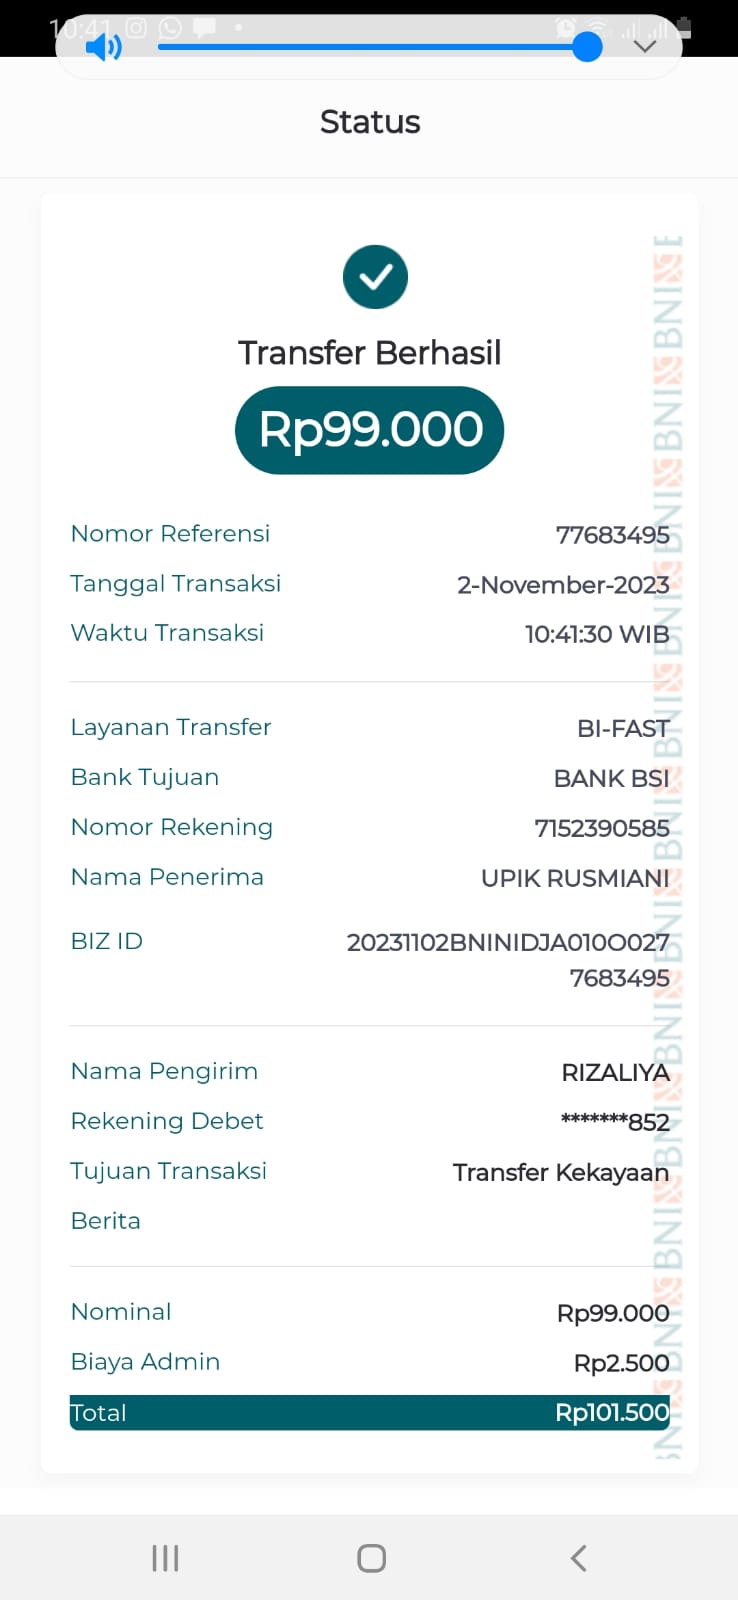 10:41
Status
Transfer Berhasil
Rp99.000
Nomor Referensi 77683495
Tanggal Transaksi 2-November-2023
Waktu Transaksi 10:41:30 WIB
Layanan Transfer BI-FAST
Bank Tujuan BANK BSI
Nomor Rekening 7152390585
Nama Penerima UPIK RUSMIANI
BIZ ID 20231102BNINIDJA010O027
7683495
Nama Pengirim RIZALIYA
Rekening Debet *******852
Tujuan Transaksi Transfer Kekayaan
Berita
Nominal Rp99.000
Biaya Admin Rp2.500
Total Rp101.500
BNI BNI BNI BNI BNI BNI BNI BNI BNI BNI BNI BNI